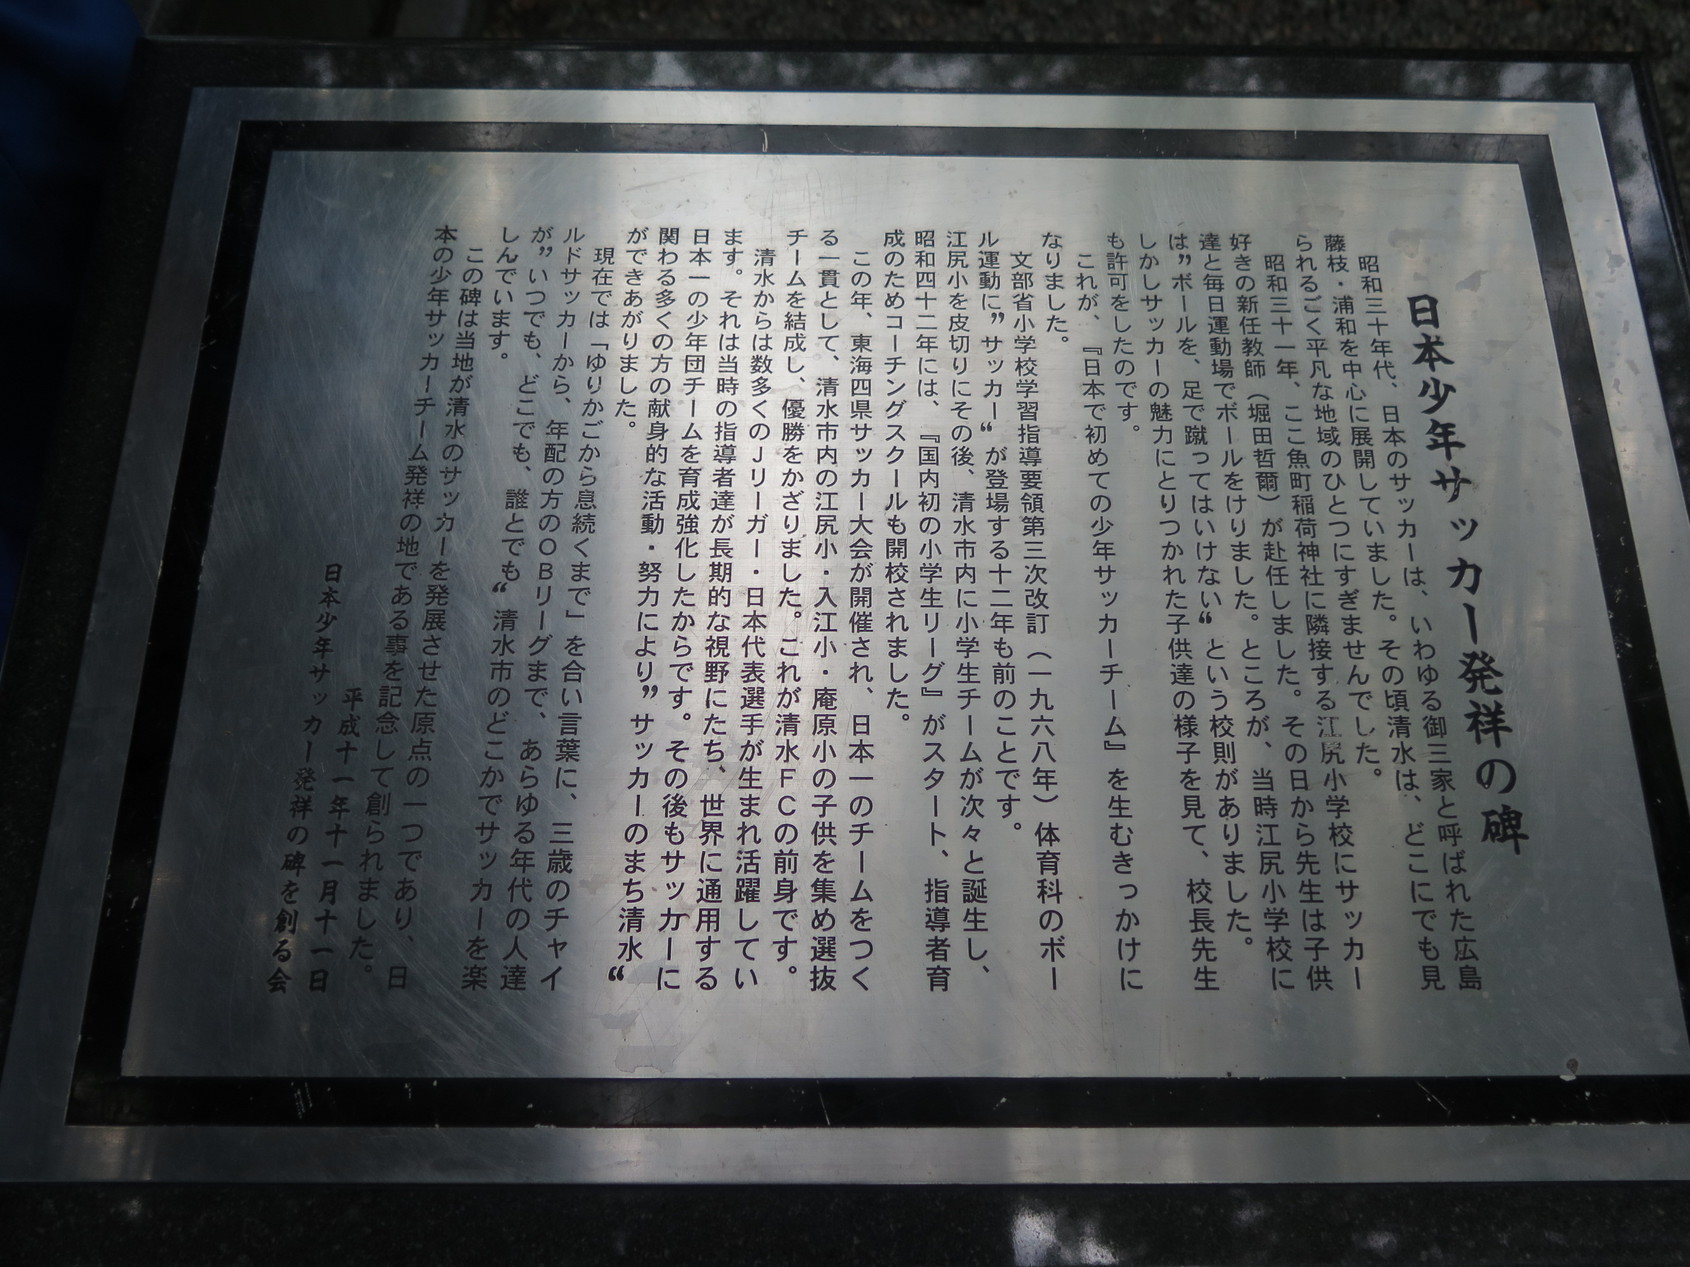 日本少年サッカー発祥の碑
昭和三十年代、日本のサッカーは、いわゆる御三家と呼ばれた広島
藤枝・浦和を中心に展開していました。その頃清水は、どこにでも見
られるごく平凡な地域のひとつにすぎませんでした。
昭和三十一年、ここ魚町稲荷神社に隣接する江尻小学校にサッカー
好きの新任教師（堀田哲爾）が赴任しました。その日から先生は子供
達と毎日運動場でボールをけりました。ところが、当時江尻小学校に
は”ボールを、足で蹴ってはいけない“という校則がありました。
しかしサッカーの魅力にとりつかれた子供達の様子を見て、校長先生
も許可をしたのです。
これが、『日本で初めての少年サッカーチーム』を生むきっかけに
なりました。
文部省小学校学習指導要領第三次改訂（一九六八年）体育科のボー
ル運動に”サッカー“が登場する十二年も前のことです。
江尻小を皮切りにその後、清水市内に小学生チームが次々と誕生し、
昭和四十二年には、『国内初の小学生リーグ』がスタート、指導者育
成のためコーチングスクールも開校されました。
この年、東海四県サッカー大会が開催され、日本一のチームをつく
る一貫として、清水市内の江尻小・入江小・庵原小の子供を集め選抜
チームを結成し、優勝をかざりました。これが清水ＦＣの前身です。
清水からは数多くのＪリーガー・日本代表選手が生まれ活躍してい
ます。それは当時の指導者達が長期的な視野にたち、世界に通用する
日本一の少年団チームを育成強化したからです。その後もサッカーに
関わる多くの方の献身的な活動・努力により”サッカーのまち清水“
ができあがりました。
現在では「ゆりかごから息続くまで」を合い言葉に、三歳のチャイ
ルドサッカーから、年配の方のＯＢリーグまで、あらゆる年代の人達
が”いつでも、どこでも、誰とでも“清水市のどこかでサッカーを楽
しんでいます。
この碑は当地が清水のサッカーを発展させた原点の一つであり、日
本の少年サッカーチーム発祥の地である事を記念して創られました。
平成十一年十一月十一日
日本少年サッカー発祥の碑を創る会